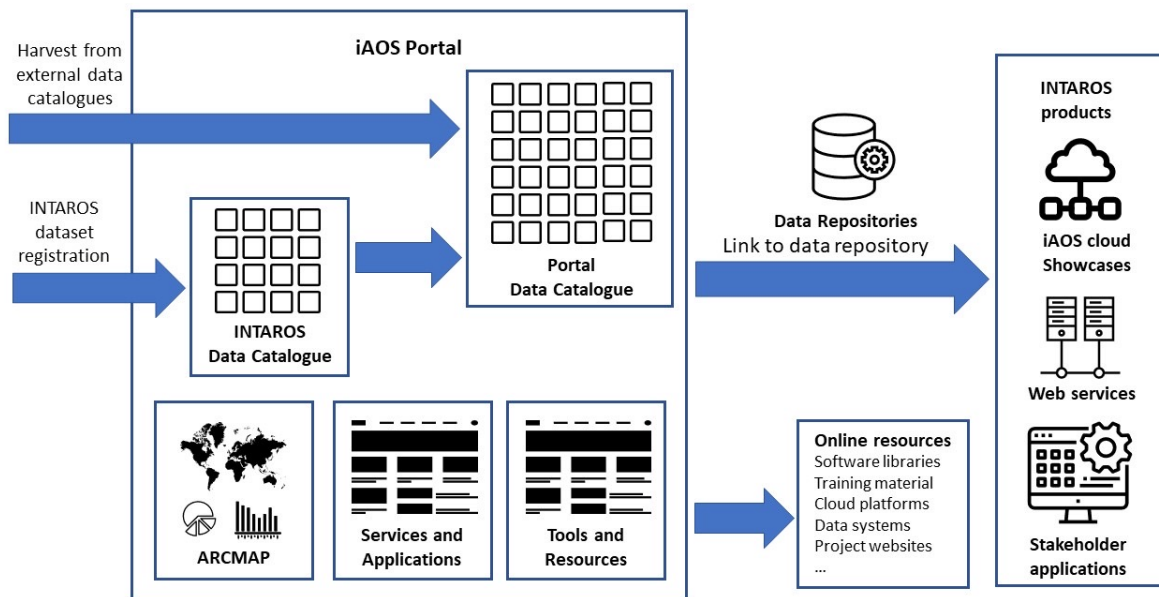 iAOS Portal
Harvest from
external data
catalogues
INTAROS
dataset
registration
INTAROS
Data Catalogue
Portal
Data Catalogue
ARCMAP
Services and
Applications
Tools and
Resources
Data Repositories
Link to data repository
Online resources
Software libraries
Training material
Cloud platforms
Data systems
Project websites
...
INTAROS
products
iAOS cloud
Showcases
Web services
Stakeholder
applications